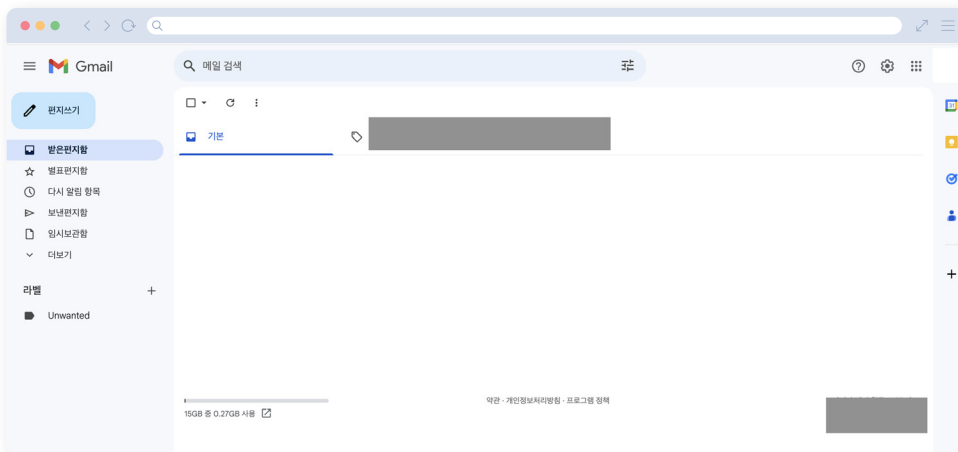 Gmail
메일 검색
편지쓰기
기본
받은편지함
별표편지함
다시 알림 항목
보낸편지함
임시보관함
더보기
라벨
Unwanted
31
15GB 중 0.27GB 사용
약관 · 개인정보처리방침 · 프로그램 정책